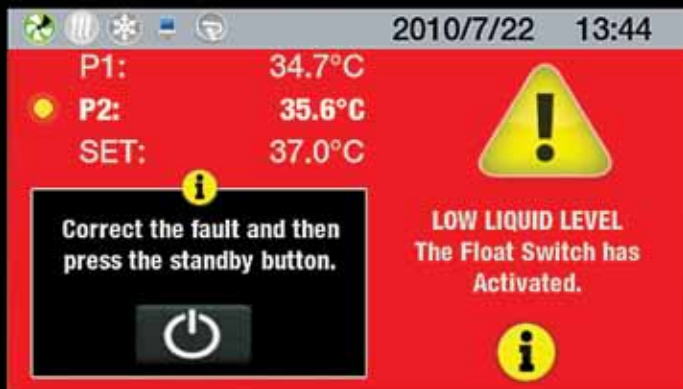 2010/7/22 13:44
P1: 34.7°C
P2: 35.6°C
SET: 37.0°C
i
Correct the fault and then
press the standby button.
!
LOW LIQUID LEVEL
The Float Switch has
Activated.
i